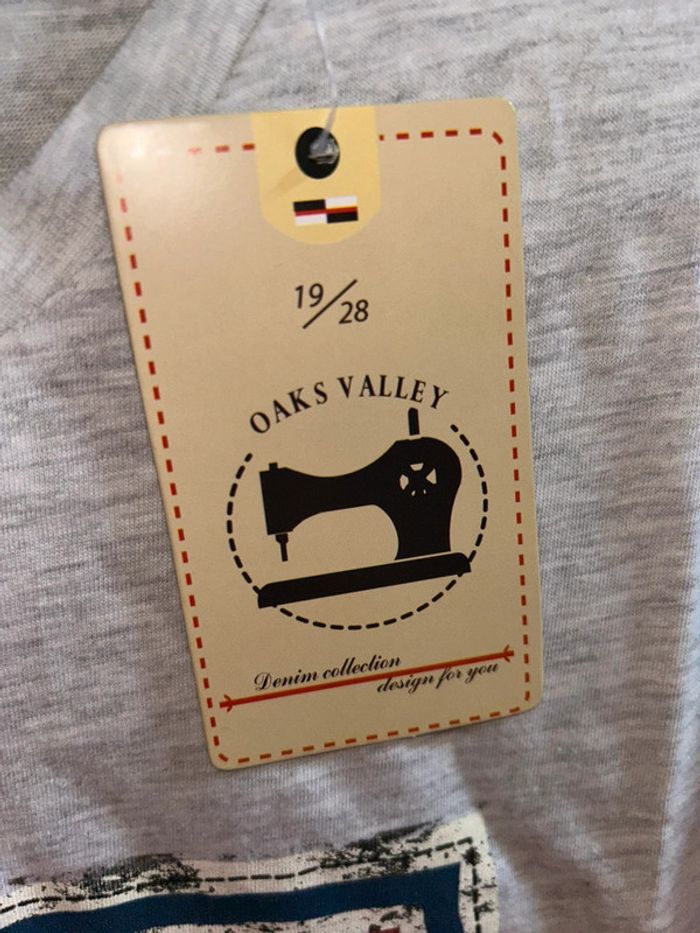 19/28
OAKS VALLEY
Denim collection
design for you